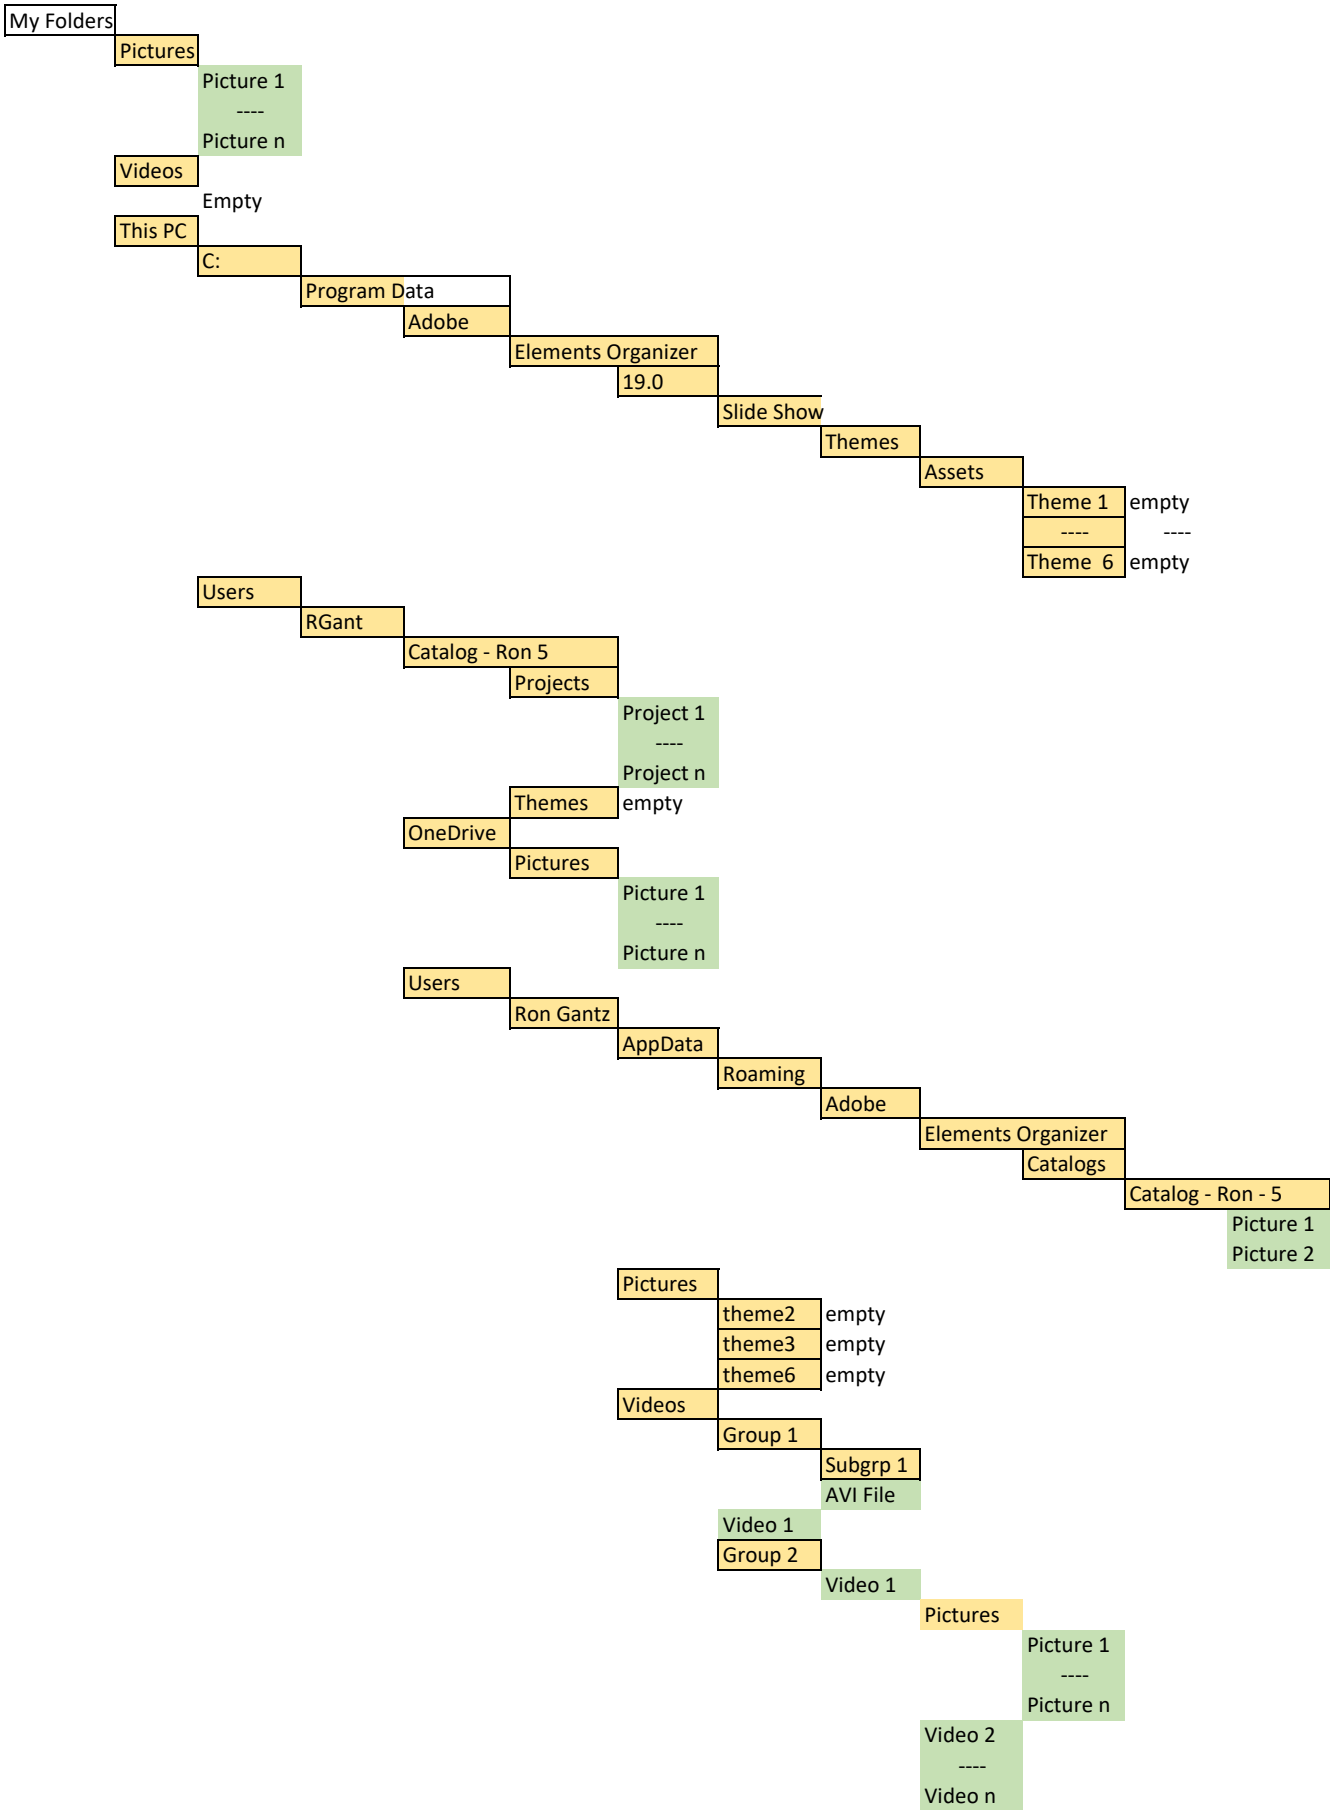 My Folders
Pictures
Picture 1
----
Picture n
Videos
Empty
This PC
C:
Program Data
Adobe
Elements Organizer
19.0
Slide Show
Themes
Assets
Theme 1 empty
---- ----
Theme  6 empty
Users
RGant
Catalog - Ron 5
Projects
Project 1
----
Project n
Themes empty
OneDrive
Pictures
Picture 1
----
Picture n
Users
Ron Gantz
AppData
Roaming
Adobe
Elements Organizer
Catalogs
Catalog - Ron - 5
Picture 1
Picture 2
Pictures
theme2 empty
theme3 empty
theme6 empty
Videos
Group 1
Subgrp 1
AVI File
Video 1
Group 2
Video 1
Pictures
Picture 1
----
Picture n
Video 2
----
Video n